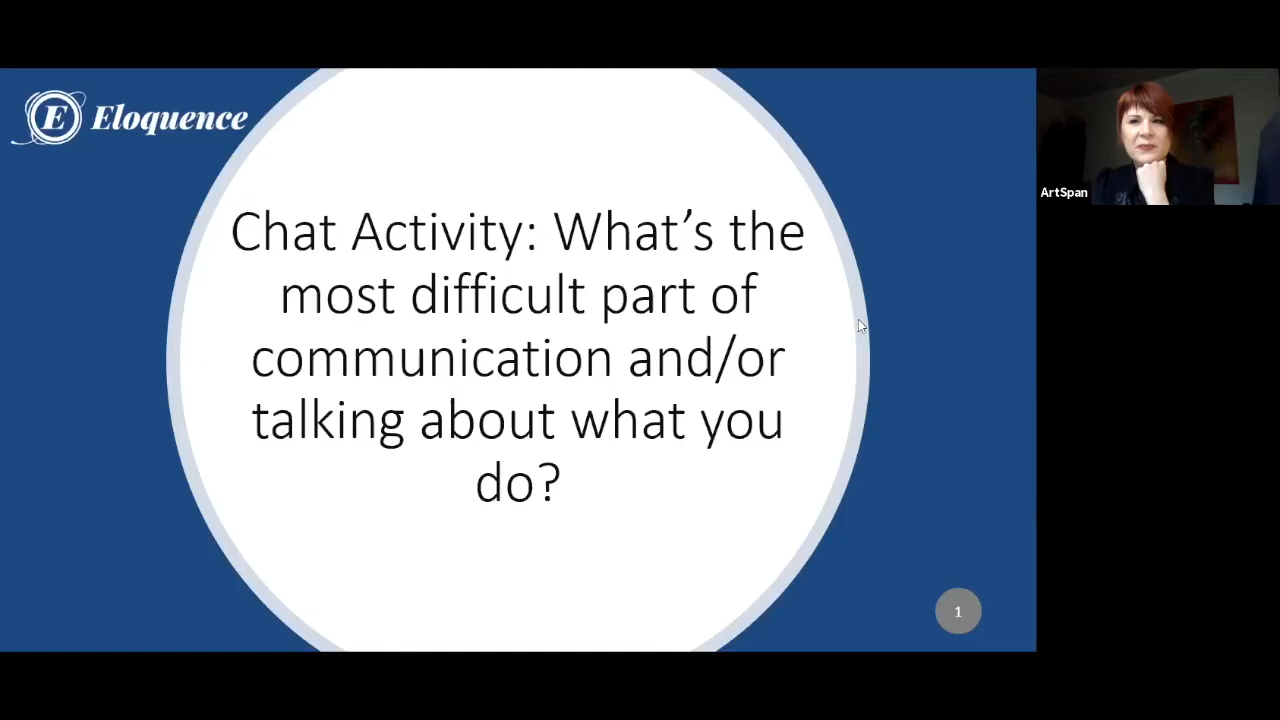 E Eloquence
Chat Activity: What’s the
most difficult part of
communication and/or
talking about what you
do?
1
ArtSpan